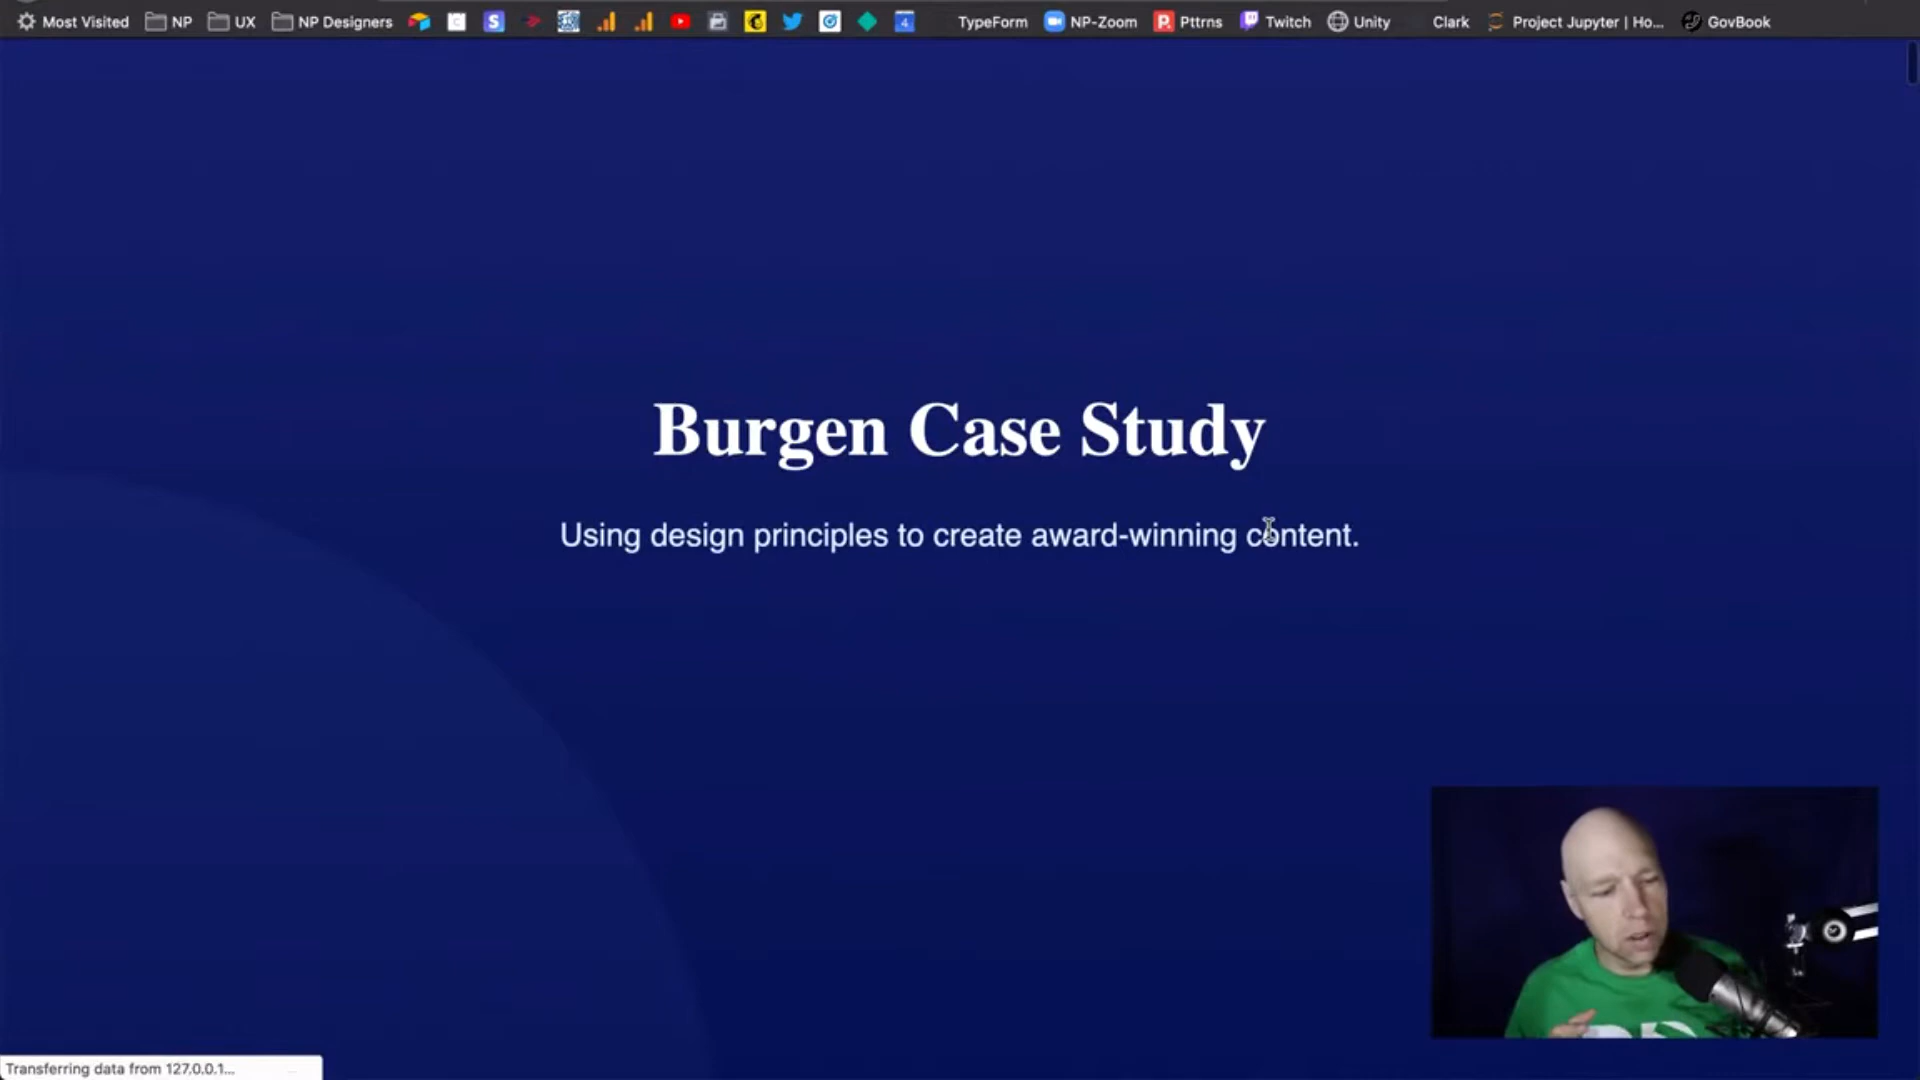 Most Visited NP UX NP Designers TypeForm NP-Zoom Pttrns Twitch Unity Clark Project Jupyter | Ho... GovBook
Burgen Case Study
Using design principles to create award-winning content.
Transferring data from 127.0.0.1...